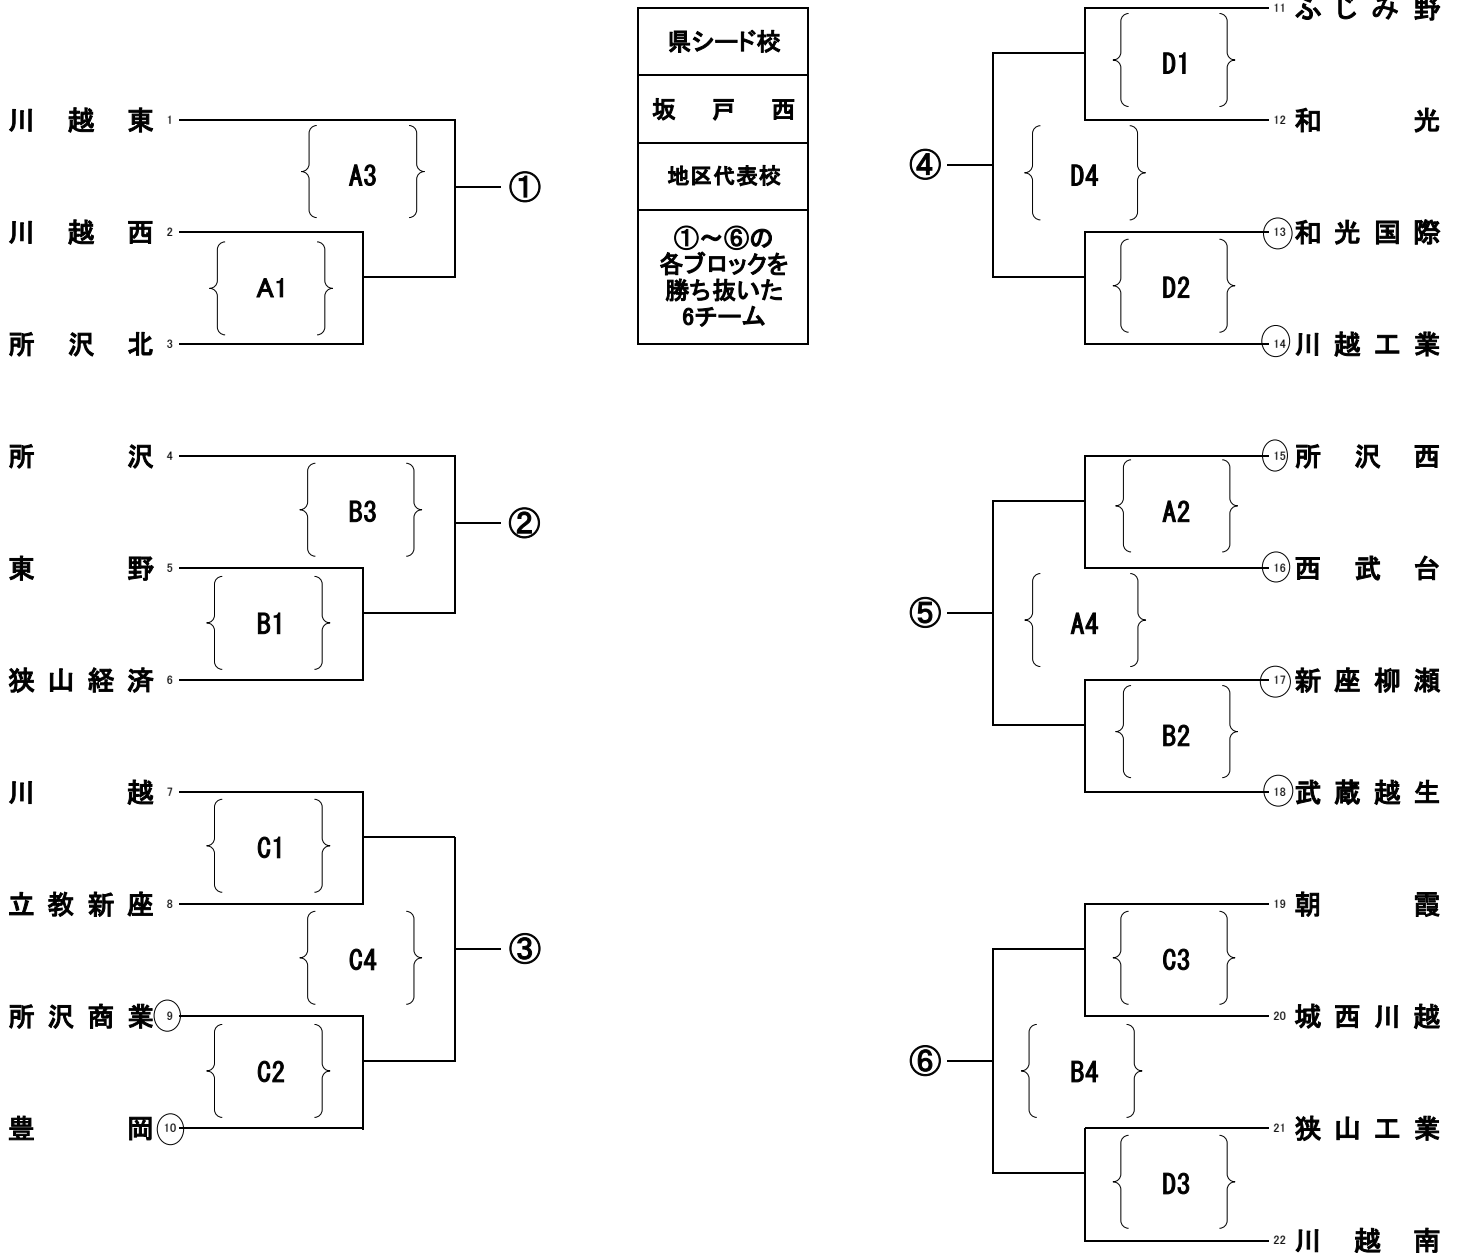 川越東 1
A3
①
川越西 2
A1
所沢北 3
所沢 4
B3
②
東野 5
B1
狭山経済 6
川越 7
C1
立教新座 8
C4
③
所沢商業 9
C2
豊岡 10
県シード校
坂戸西
地区代表校
①～⑥の
各ブロックを
勝ち抜いた
6チーム
11 ふじみ野
D1
12 和光
④
D4
13 和光国際
D2
14 川越工業
15 所沢西
A2
16 西武台
⑤
A4
17 新座柳瀬
B2
18 武蔵越生
19 朝霞
C3
20 城西川越
⑥
B4
21 狭山工業
D3
22 川越南